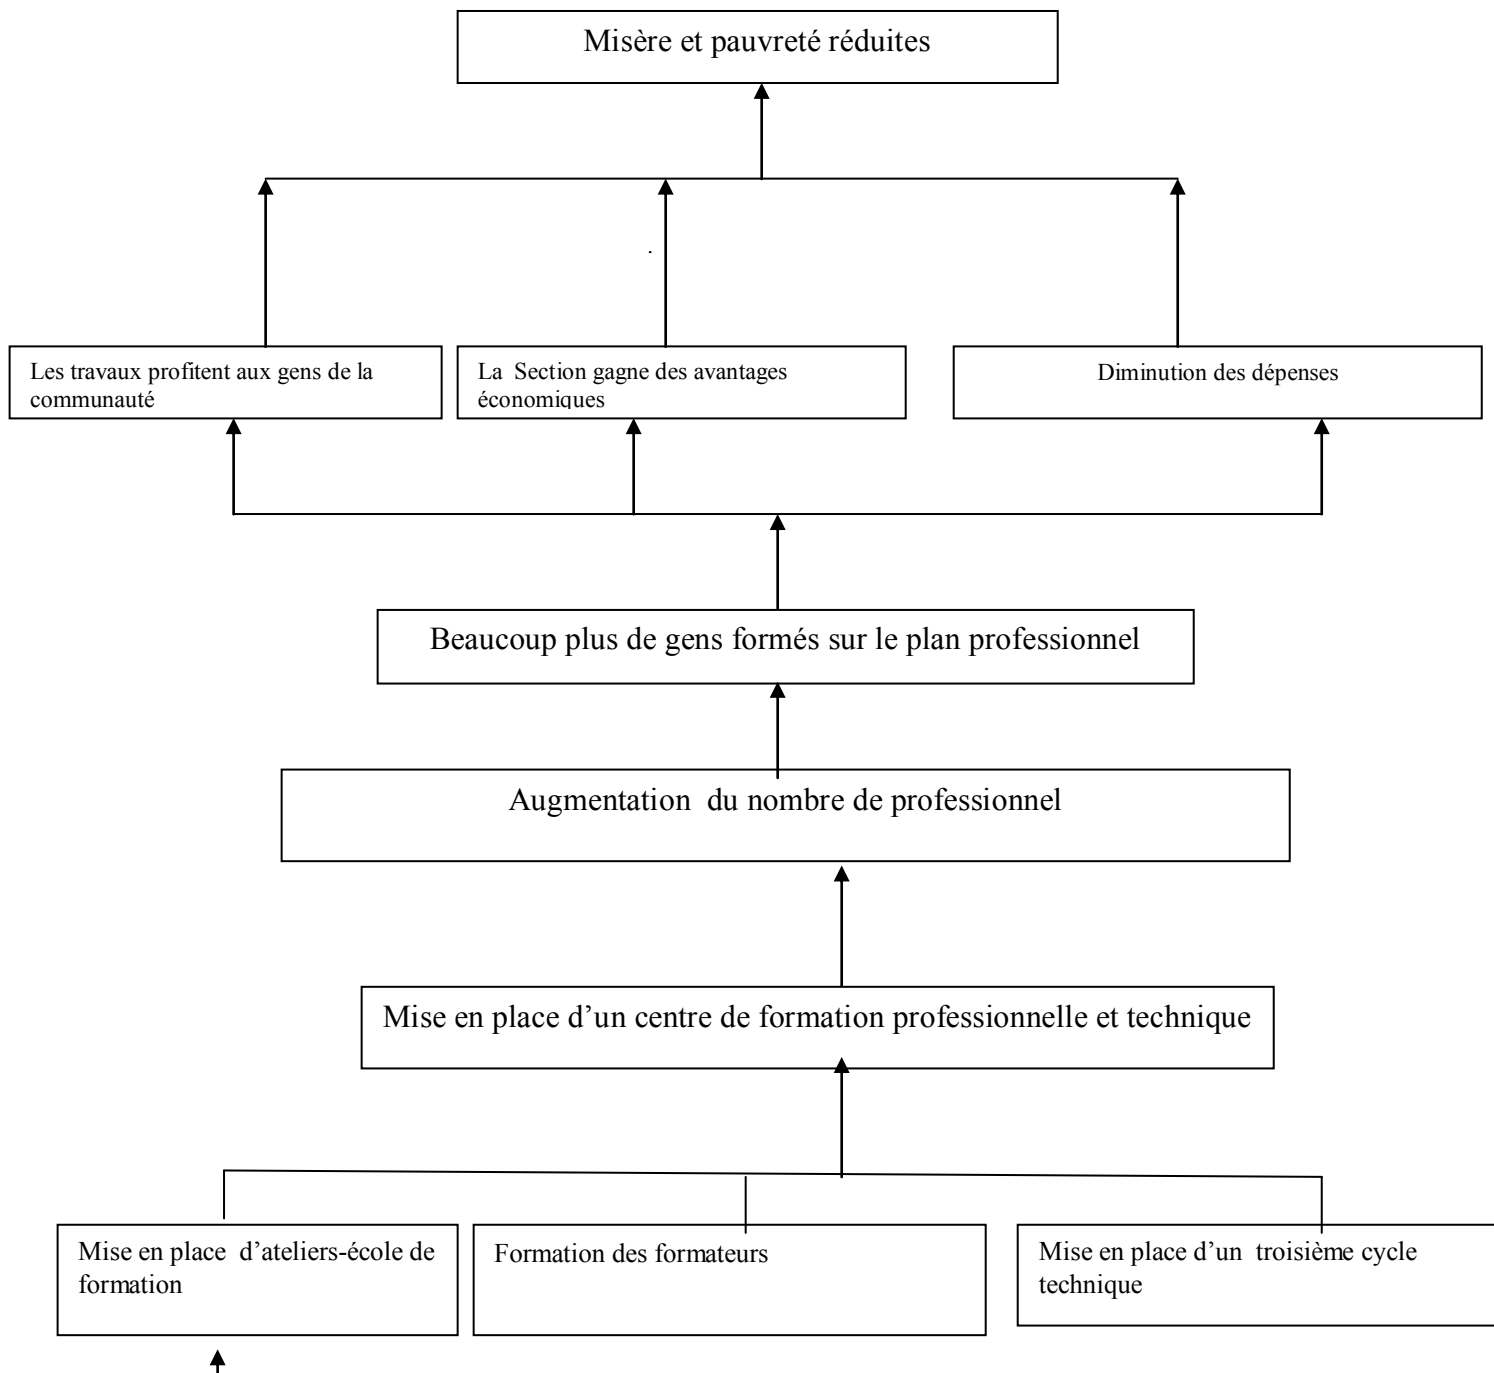 Misère et pauvreté réduites
Les travaux profitent aux gens de la
communauté
La Section gagne des avantages
économiques
Diminution des dépenses
Beaucoup plus de gens formés sur le plan professionnel
Augmentation du nombre de professionnel
Mise en place d’un centre de formation professionnelle et technique
Mise en place d’ateliers-école de
formation
Formation des formateurs
Mise en place d’un troisième cycle
technique